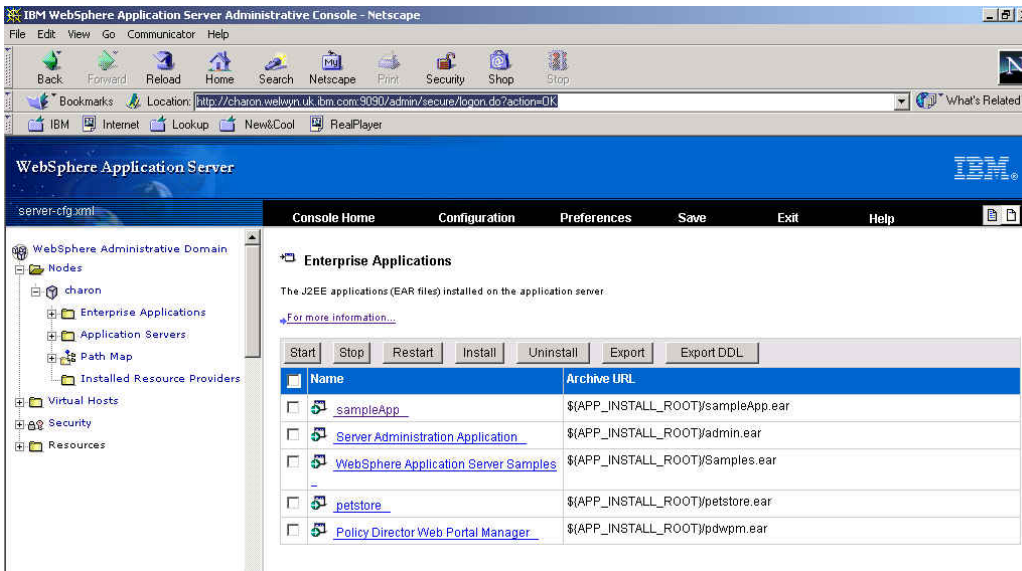 IBM WebSphere Application Server Administrative Console - Netscape
File Edit View Go Communicator Help
Back Forward Reload Home Search Netscape Print Security Shop Stop
My
N
Bookmarks Location: http://charon.welwyn.uk.ibm.com:9090/admin/secure/logon.do?action=OK What's Related
IBM Internet Lookup New&Cool RealPlayer
WebSphere Application Server
IBM®
server-cfg.xml
Console Home Configuration Preferences Save Exit Help
WebSphere Administrative Domain
Nodes
charon
Enterprise Applications
Application Servers
Path Map
Installed Resource Providers
Virtual Hosts
Security
Resources
Enterprise Applications
The J2EE applications (EAR files) installed on the application server
For more information...
Start Stop Restart Install Uninstall Export Export DDL
Name Archive URL
sampleApp ${APP_INSTALL_ROOT}/sampleApp.ear
Server Administration Application ${APP_INSTALL_ROOT}/admin.ear
WebSphere Application Server Samples ${APP_INSTALL_ROOT}/Samples.ear
petstore ${APP_INSTALL_ROOT}/petstore.ear
Policy Director Web Portal Manager ${APP_INSTALL_ROOT}/pdwpm.ear